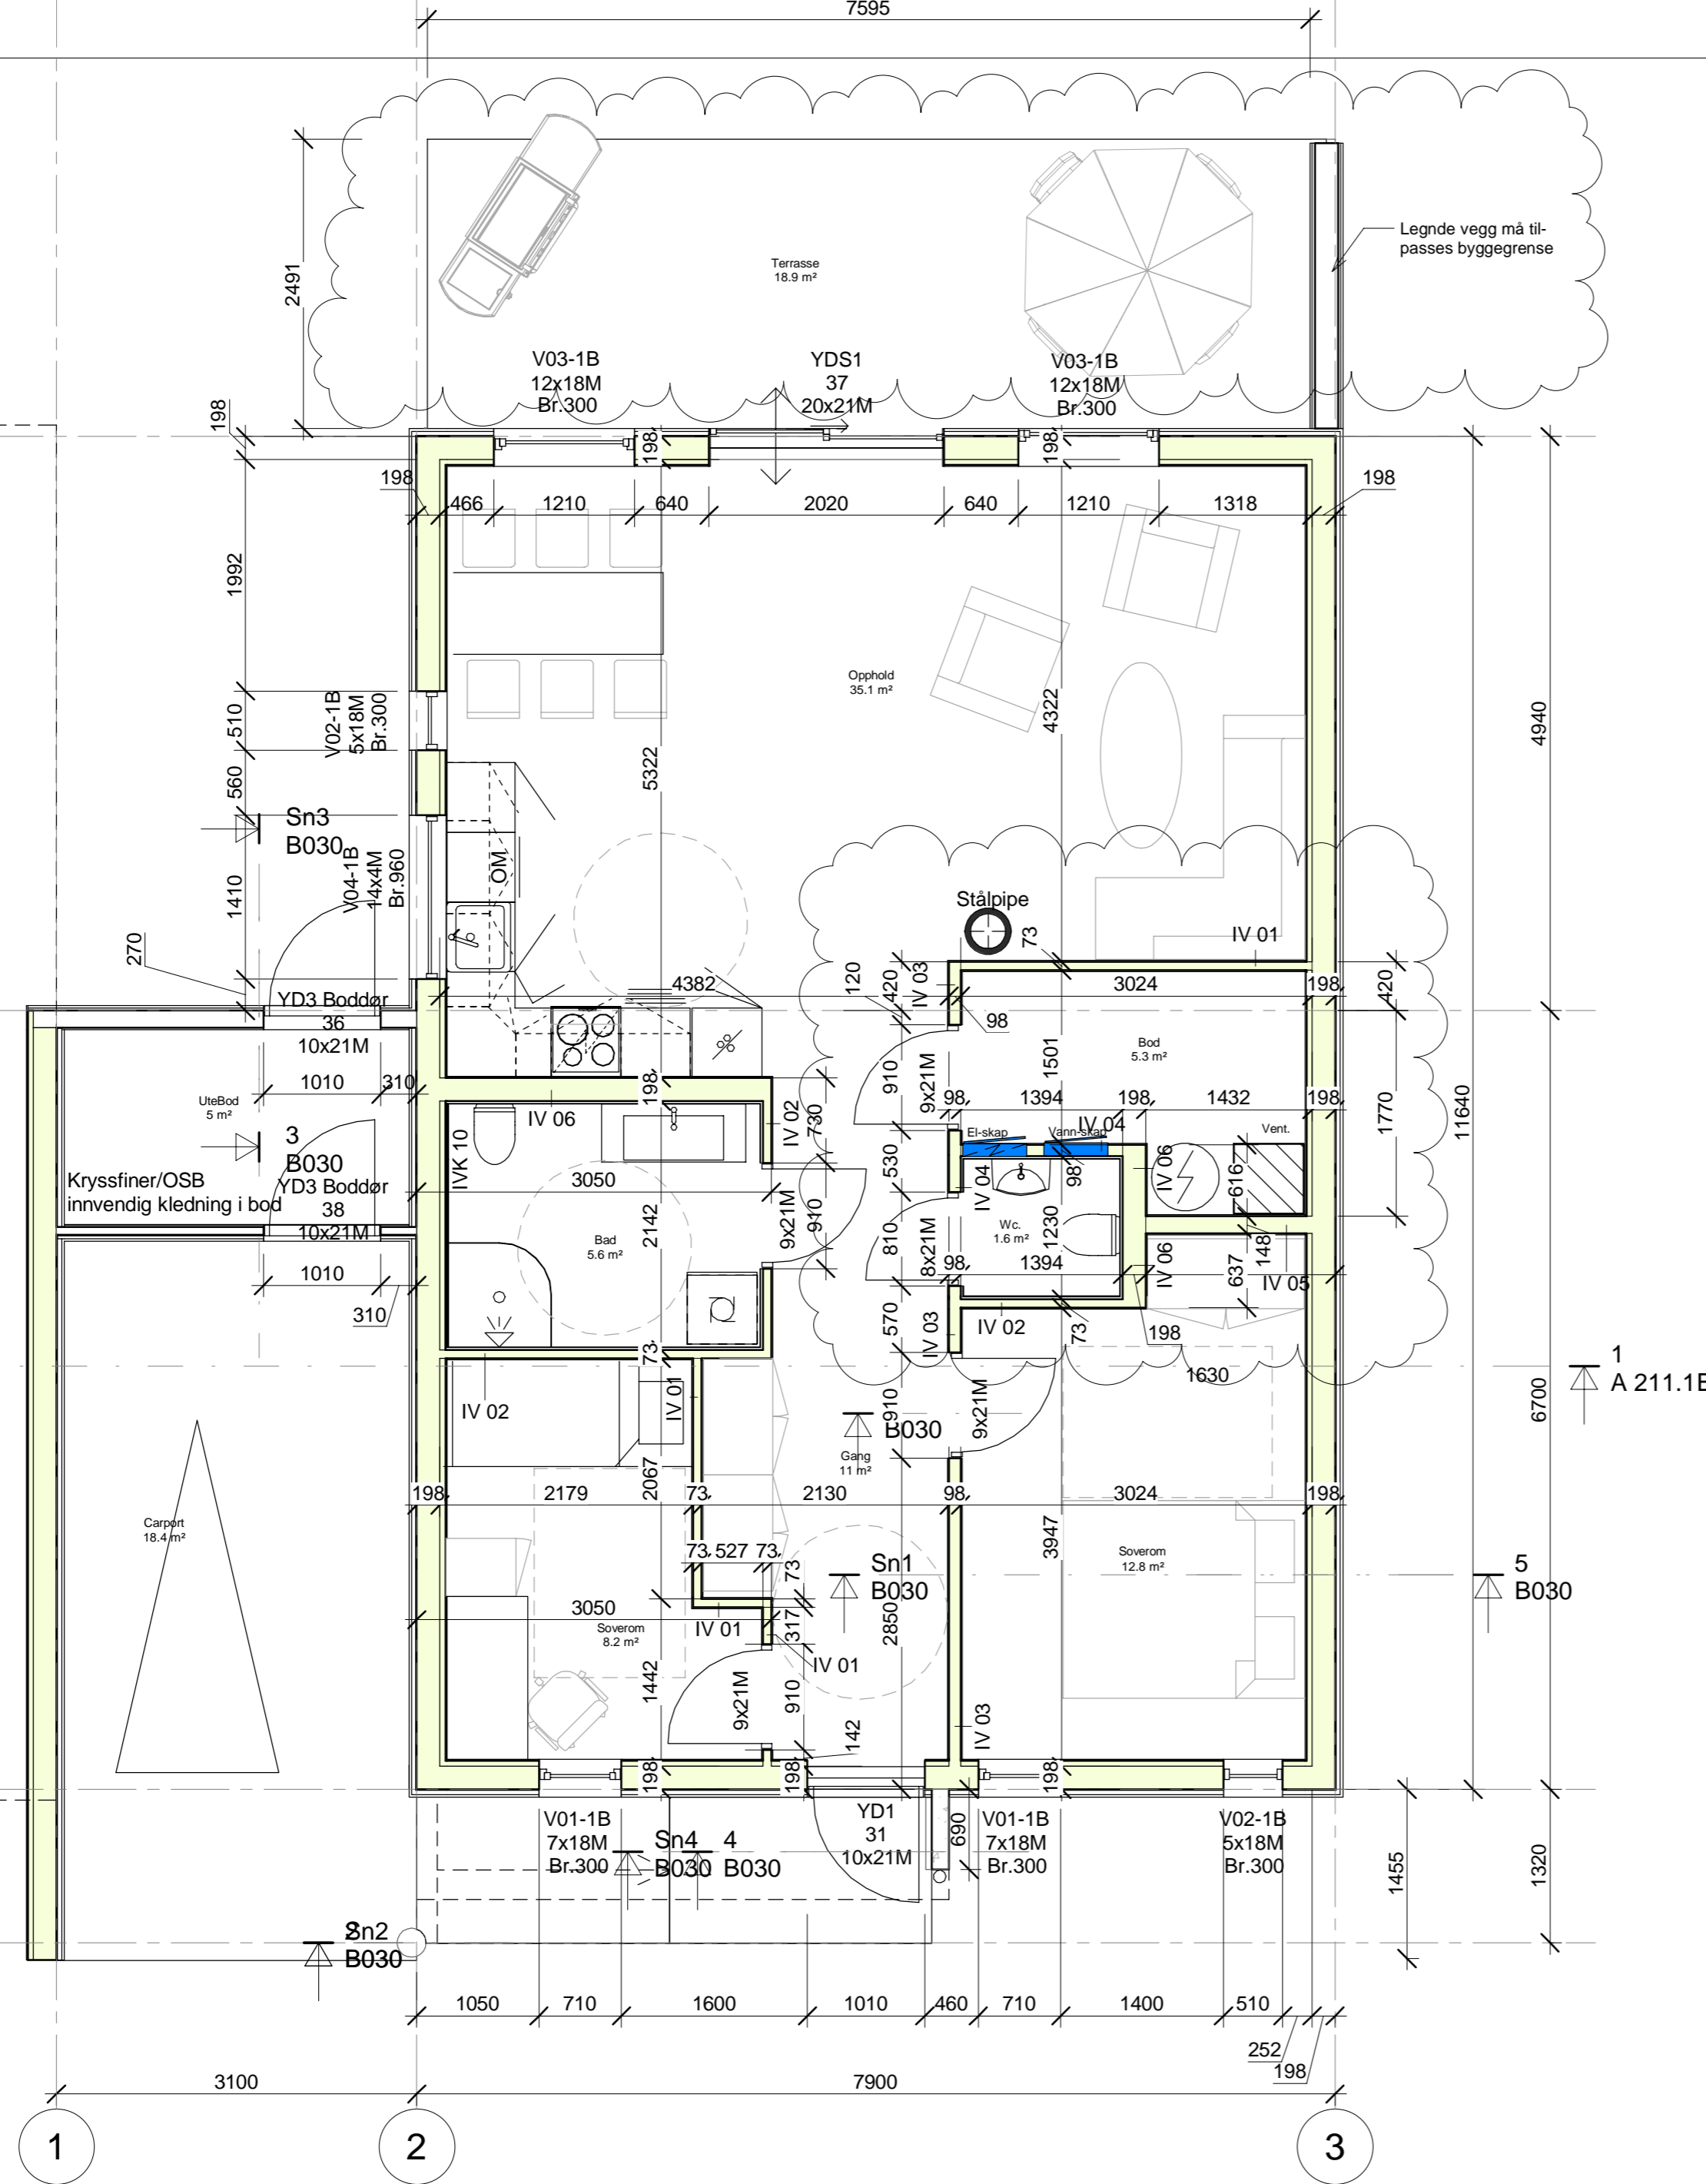 7595
2491
Terrasse
18.9 m²
Legnde vegg må til-
passes byggegrense
V03-1B
12x18M
Br.300
YDS1
37
20x21M
V03-1B
12x18M
Br.300
198
198
198
198
466
1210
640
2020
640
1210
1318
198
1992
Opphold
35.1 m²
4322
4940
510
V02-1B
5x18M
Br.300
5322
560
Sn3
B030
V04-1B
14x4M
Br.960
1410
OM
Stålpipe
73
IV 01
270
4382
120
420
IV 03
3024
198
420
98
YD3 Boddør
36
10x21M
1010
310
Bod
5.3 m²
1501
910
9x21M
UteBod
5 m²
198
IV 06
IV 02
730
98
1394
198
1432
198
IV 04
1770
11640
El-skap
Vann-skap
Vent.
3
B030
Kryssfiner/OSB
innvendig kledning i bod
YD3 Boddør
38
10x21M
IVK 10
3050
530
IV 04
98
IV 06
616
2142
9x21M
910
Bad
5.6 m²
Wc.
1.6 m²
1230
810
8x21M
148
1010
310
98
1394
IV 06
637
IV 05
570
IV 03
IV 02
73
198
73
1630
1
A 211.1B
IV 02
IV 01
910
9x21M
B030
Gang
11 m²
6700
2067
198
2179
73
2130
98
3024
198
Carport
18.4 m²
73
527
73
73
Sn1
B030
3947
Soverom
12.8 m²
5
B030
3050
Soverom
8.2 m²
IV 01
317
2850
IV 01
1442
9x21M
910
142
IV 03
198
198
198
V01-1B
7x18M
Br.300
YD1
31
10x21M
690
V01-1B
7x18M
Br.300
V02-1B
5x18M
Br.300
Sn4
B030
4
B030
1455
1320
Sn2
B030
1050
710
1600
1010
460
710
1400
510
252
198
3100
7900
1
2
3